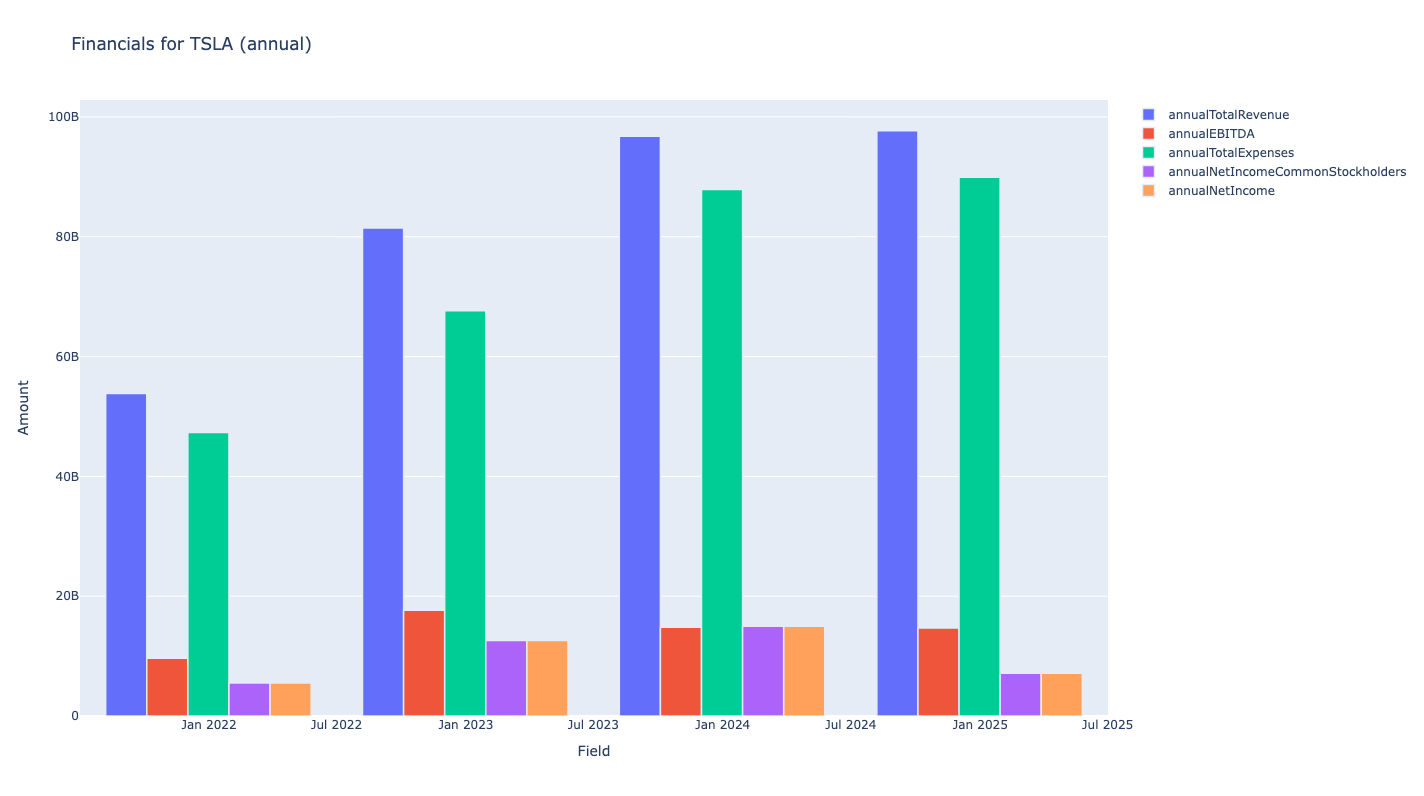 Financials for TSLA (annual)
100B
80B
60B
40B
20B
0
Amount
Jan 2022
Jul 2022
Jan 2023
Jul 2023
Jan 2024
Jul 2024
Jan 2025
Jul 2025
Field
annualTotalRevenue
annualEBITDA
annualTotalExpenses
annualNetIncomeCommonStockholders
annualNetIncome